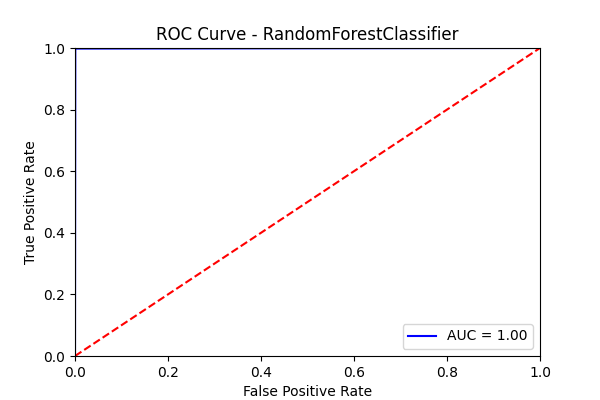 ROC Curve - RandomForestClassifier
True Positive Rate
1.0
0.8
0.6
0.4
0.2
0.0
AUC = 1.00
0.0 0.2 0.4 0.6 0.8 1.0
False Positive Rate